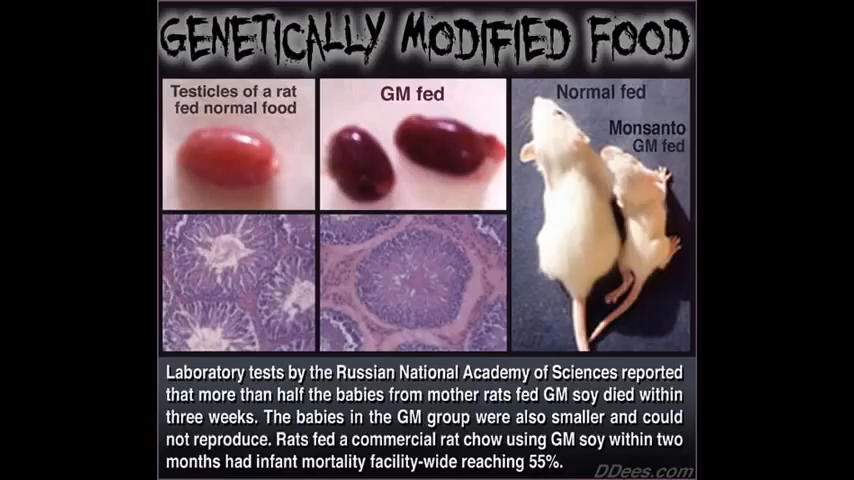 GENETICALLY MODIFIED FOOD
Testicles of a rat
fed normal food
GM fed
Normal fed
Monsanto
GM fed
Laboratory tests by the Russian National Academy of Sciences reported
that more than half the babies from mother rats fed GM soy died within
three weeks. The babies in the GM group were also smaller and could
not reproduce. Rats fed a commercial rat chow using GM soy within two
months had infant mortality facility-wide reaching 55%.
DDees.com